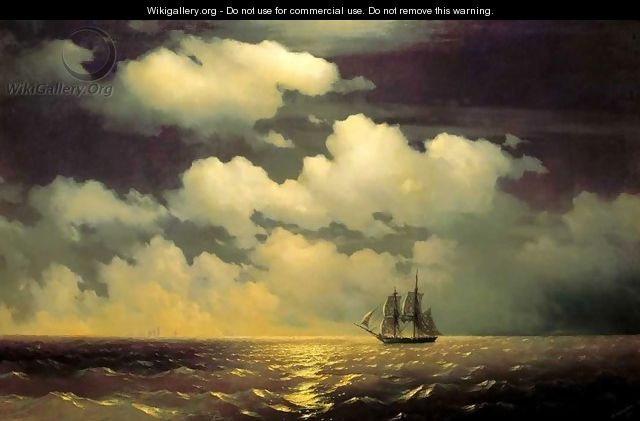 Wikigallery.org - Do not use for commercial use. Do not remove this warning.
WikiGallery.Org